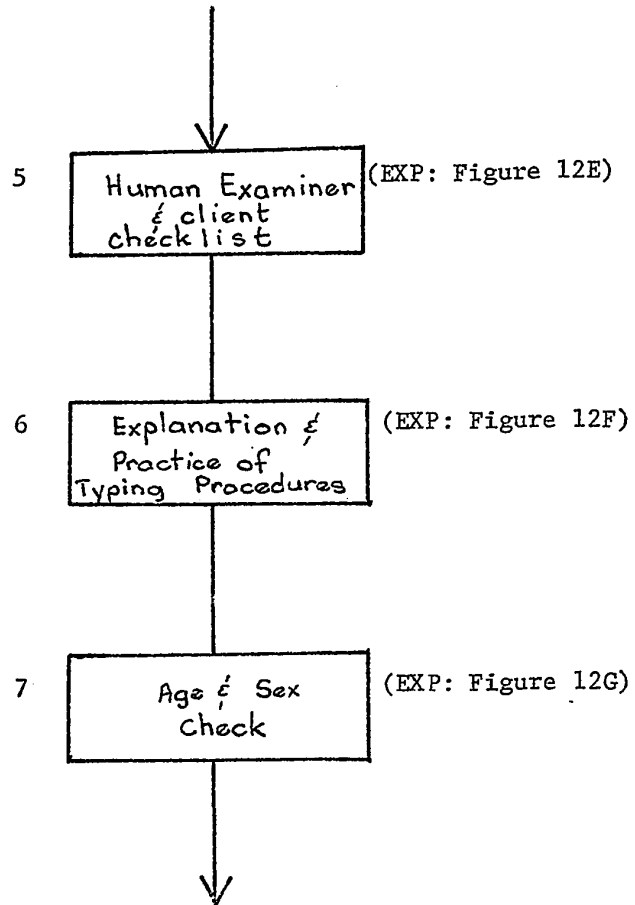 5
Human Examiner
& client
checklist
(EXP: Figure 12E)
6
Explanation &
Practice of
Typing Procedures
(EXP: Figure 12F)
7
Age & Sex
Check
(EXP: Figure 12G)